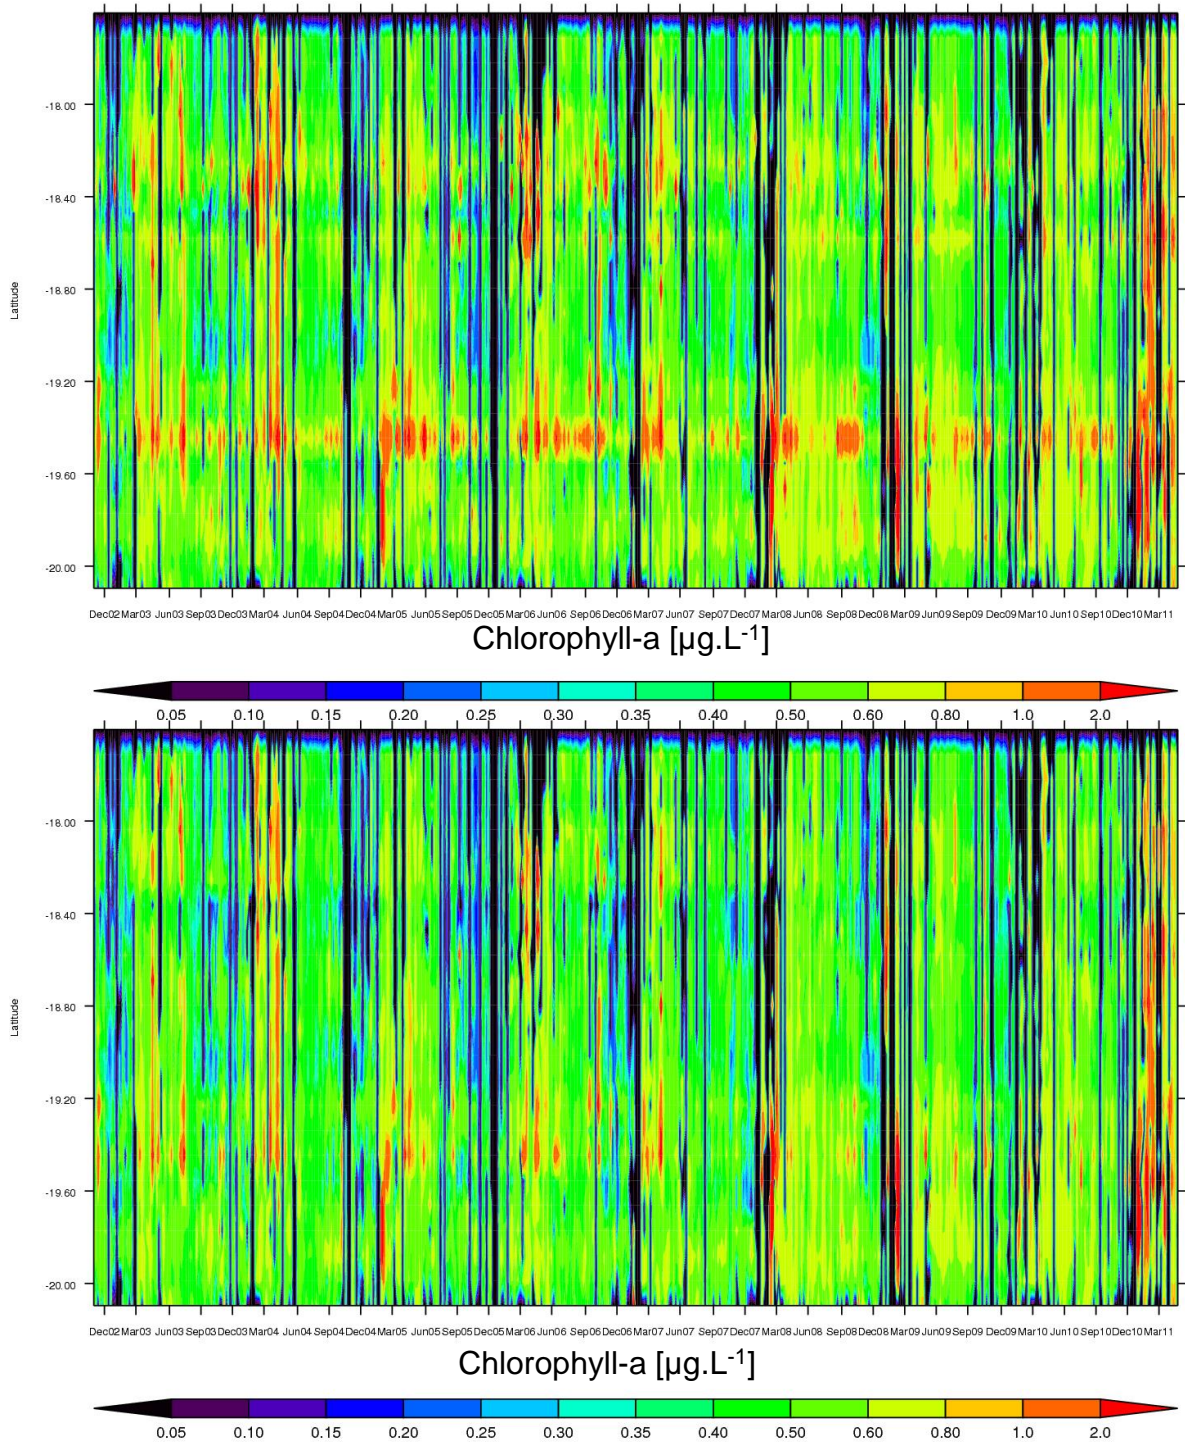 -18.00
-18.40
-18.80
-19.20
-19.60
-20.00
Latitude
Dec02 Mar03 Jun03 Sep03 Dec03 Mar04 Jun04 Sep04 Dec04 Mar05 Jun05 Sep05 Dec05 Mar06 Jun06 Sep06 Dec06 Mar07 Jun07 Sep07 Dec07 Mar08 Jun08 Sep08 Dec08 Mar09 Jun09 Sep09 Dec09 Mar10 Jun10 Sep10 Dec10 Mar11
Chlorophyll-a [µg.L-1]
0.05 0.10 0.15 0.20 0.25 0.30 0.35 0.40 0.50 0.60 0.80 1.0 2.0
-18.00
-18.40
-18.80
-19.20
-19.60
-20.00
Latitude
Dec02 Mar03 Jun03 Sep03 Dec03 Mar04 Jun04 Sep04 Dec04 Mar05 Jun05 Sep05 Dec05 Mar06 Jun06 Sep06 Dec06 Mar07 Jun07 Sep07 Dec07 Mar08 Jun08 Sep08 Dec08 Mar09 Jun09 Sep09 Dec09 Mar10 Jun10 Sep10 Dec10 Mar11
Chlorophyll-a [µg.L-1]
0.05 0.10 0.15 0.20 0.25 0.30 0.35 0.40 0.50 0.60 0.80 1.0 2.0